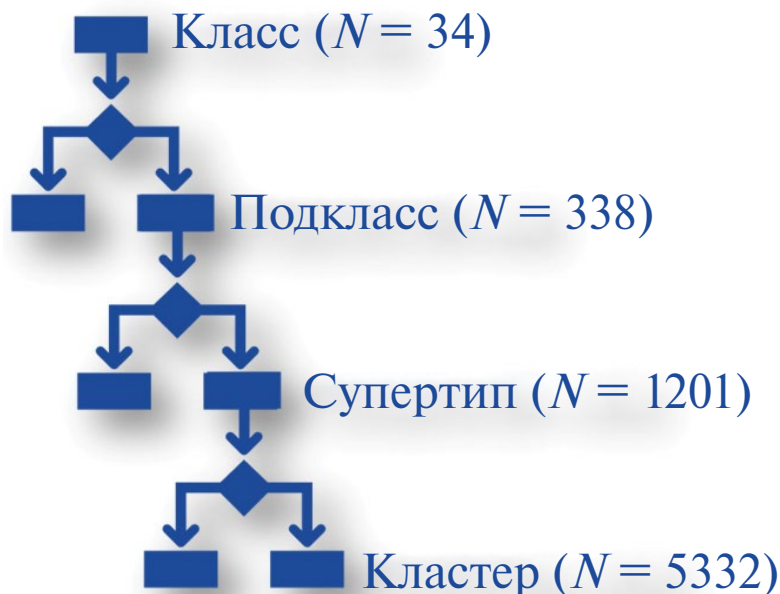 Класс (N = 34)
Подкласс (N = 338)
Супертип (N = 1201)
Кластер (N = 5332)